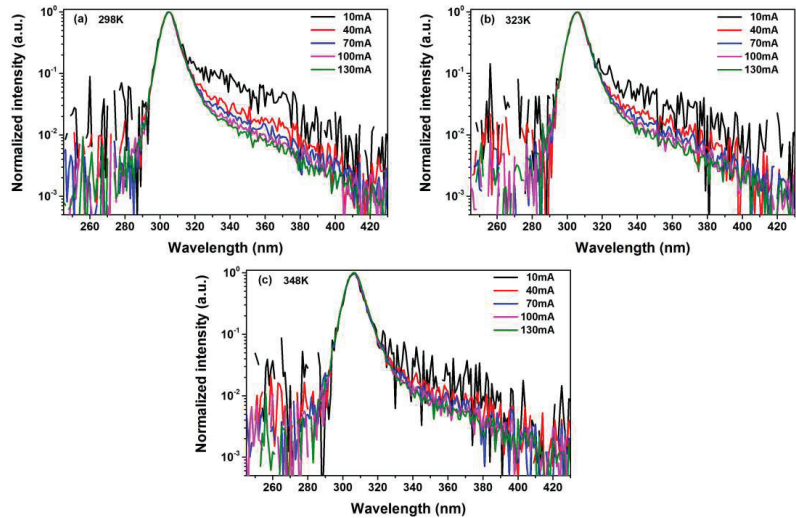 (a) 298K
10mA
40mA
70mA
100mA
130mA
Normalized intensity (a.u.)
10⁰
10⁻¹
10⁻²
10⁻³
260 280 300 320 340 360 380 400 420
Wavelength (nm)
(b) 323K
10mA
40mA
70mA
100mA
130mA
Normalized intensity (a.u.)
10⁰
10⁻¹
10⁻²
10⁻³
260 280 300 320 340 360 380 400 420
Wavelength (nm)
(c) 348K
10mA
40mA
70mA
100mA
130mA
Normalized intensity (a.u.)
10⁰
10⁻¹
10⁻²
10⁻³
260 280 300 320 340 360 380 400 420
Wavelength (nm)